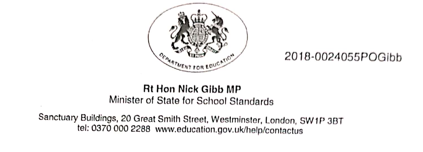 DEPARTMENT FOR EDUCATION
2018-0024055POGibb
Rt Hon Nick Gibb MP
Minister of State for School Standards
Sanctuary Buildings, 20 Great Smith Street, Westminster, London, SW1P 3BT
tel: 0370 000 2288 www.education.gov.uk/help/contactus